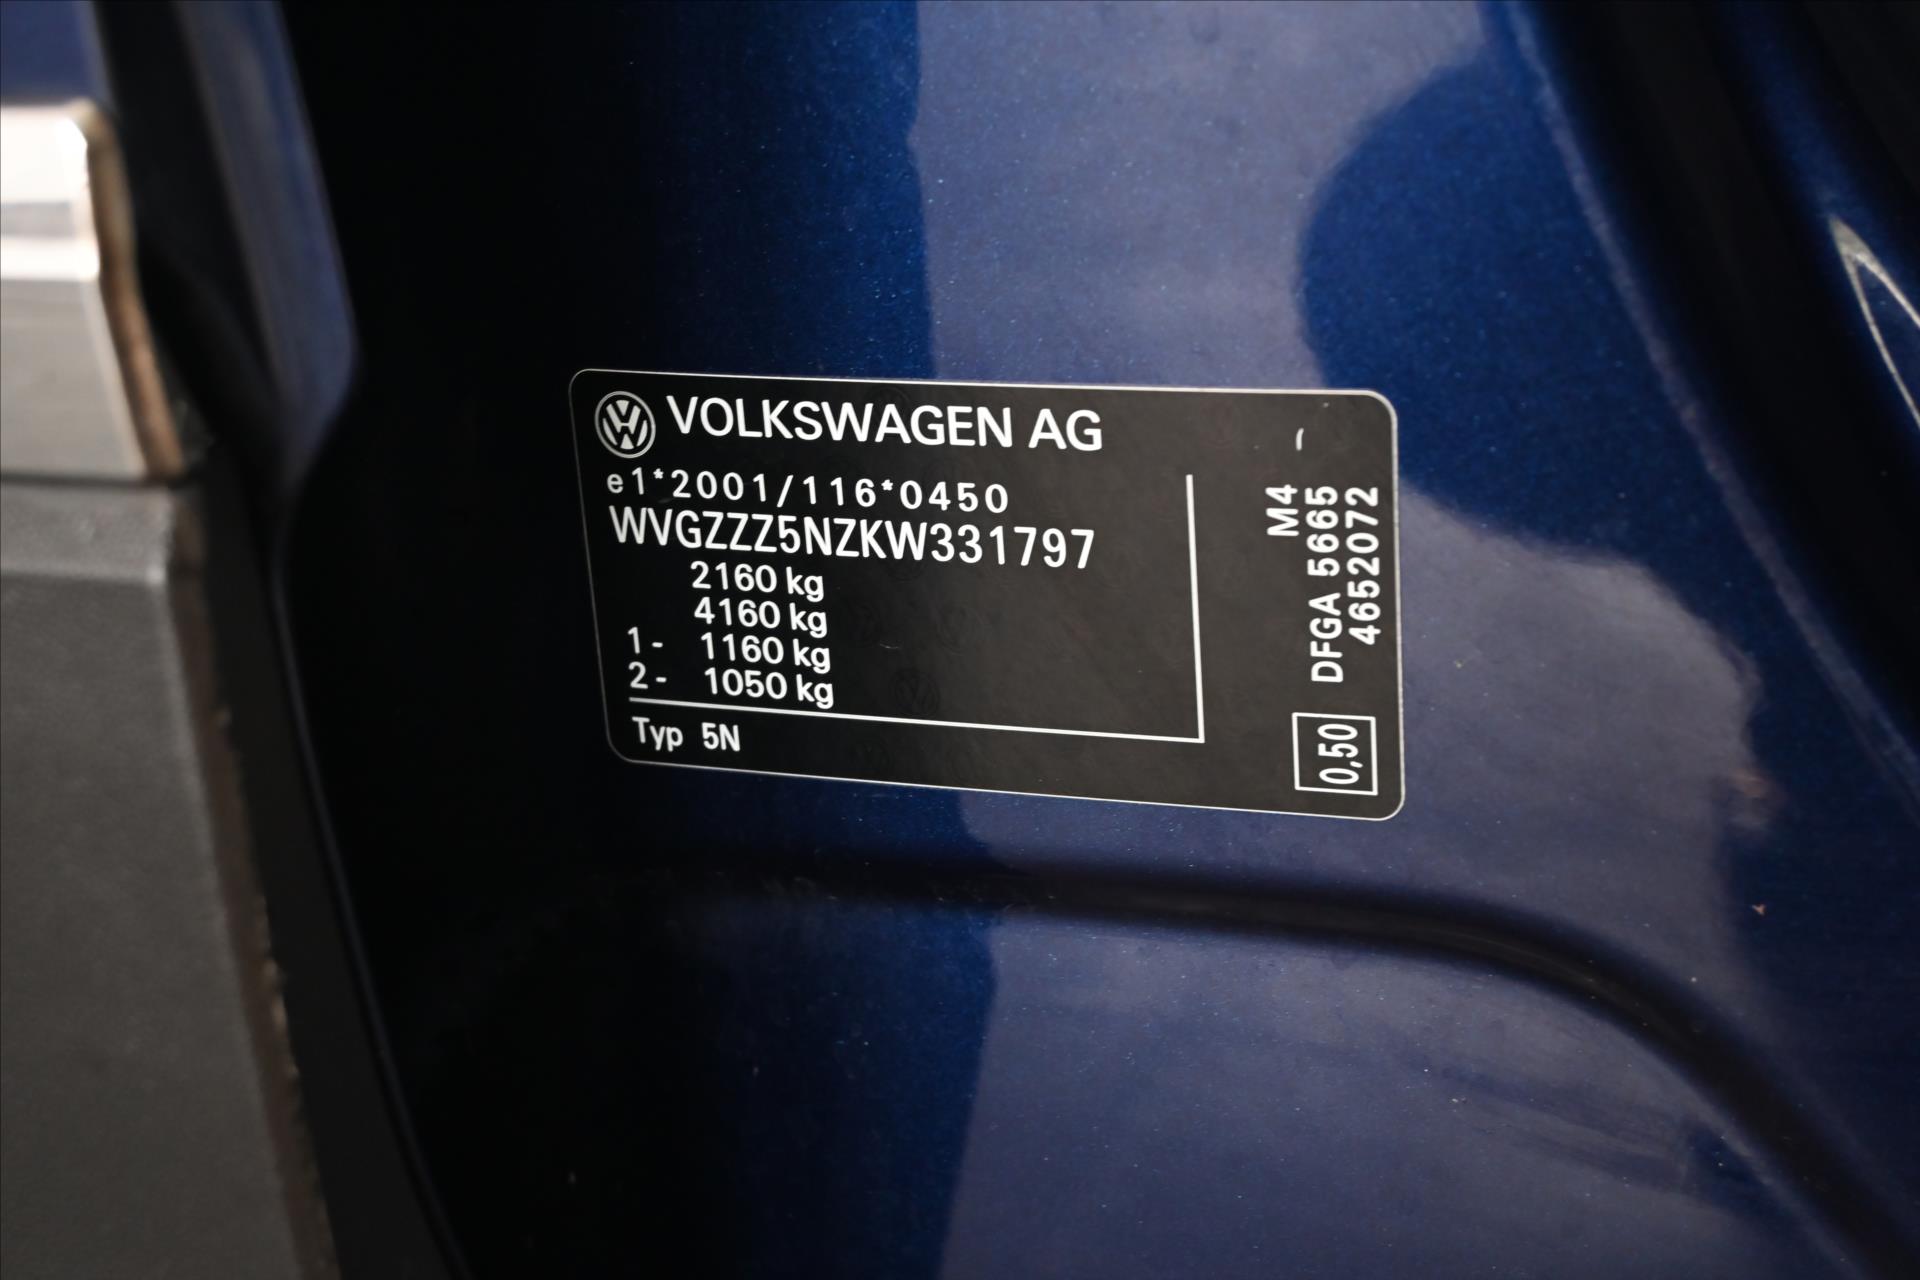 VOLKSWAGEN AG
e1*2001/116*0450
WVGZZZ5NZKW331797
2160 kg
4160 kg
1- 1160 kg
2- 1050 kg
Typ 5N
M4
DFGA 5665
46520072
0,50